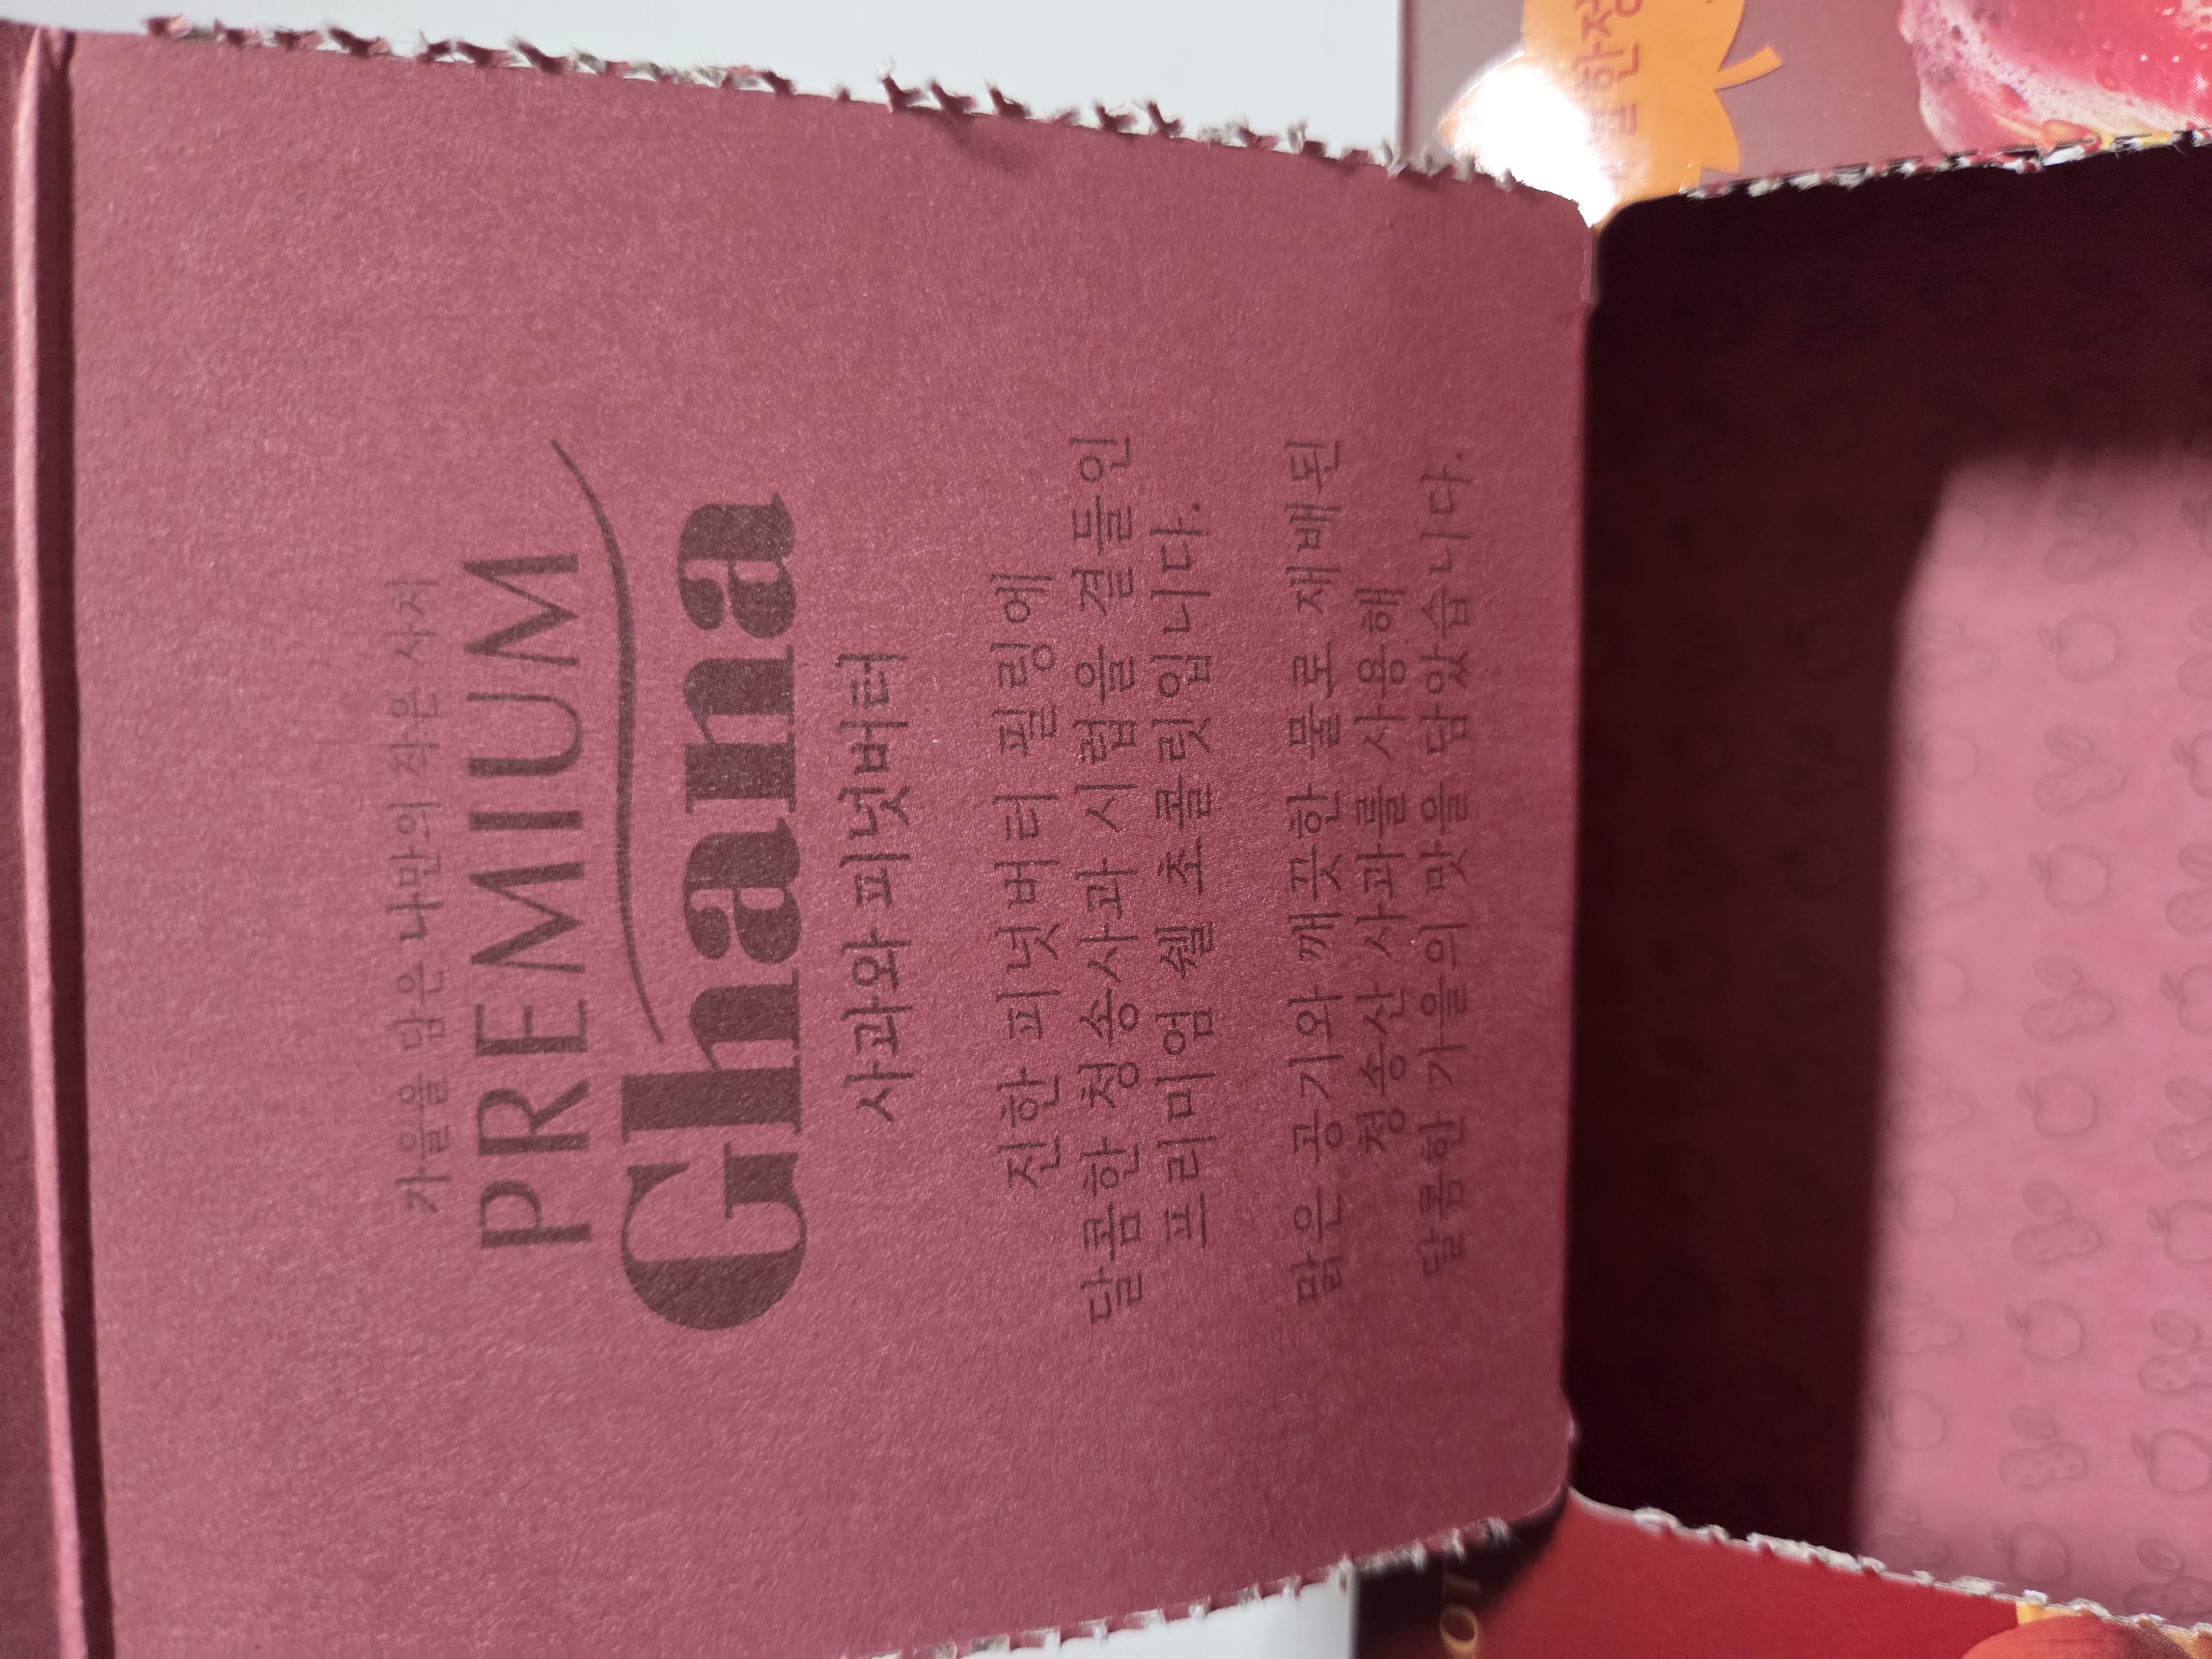 가을을 담은 나만의 작은 사치
PREMIUM
Ghana
사과와 피넛버터
진한 피넛버터 필링에
달콤한 청송사과 시럽을 곁들인
프리미엄 쉘 초콜릿입니다.
맑은 공기와 깨끗한 물로 재배된
청송산 사과를 사용해
달콤한 가을의 맛을 담았습니다.
한정